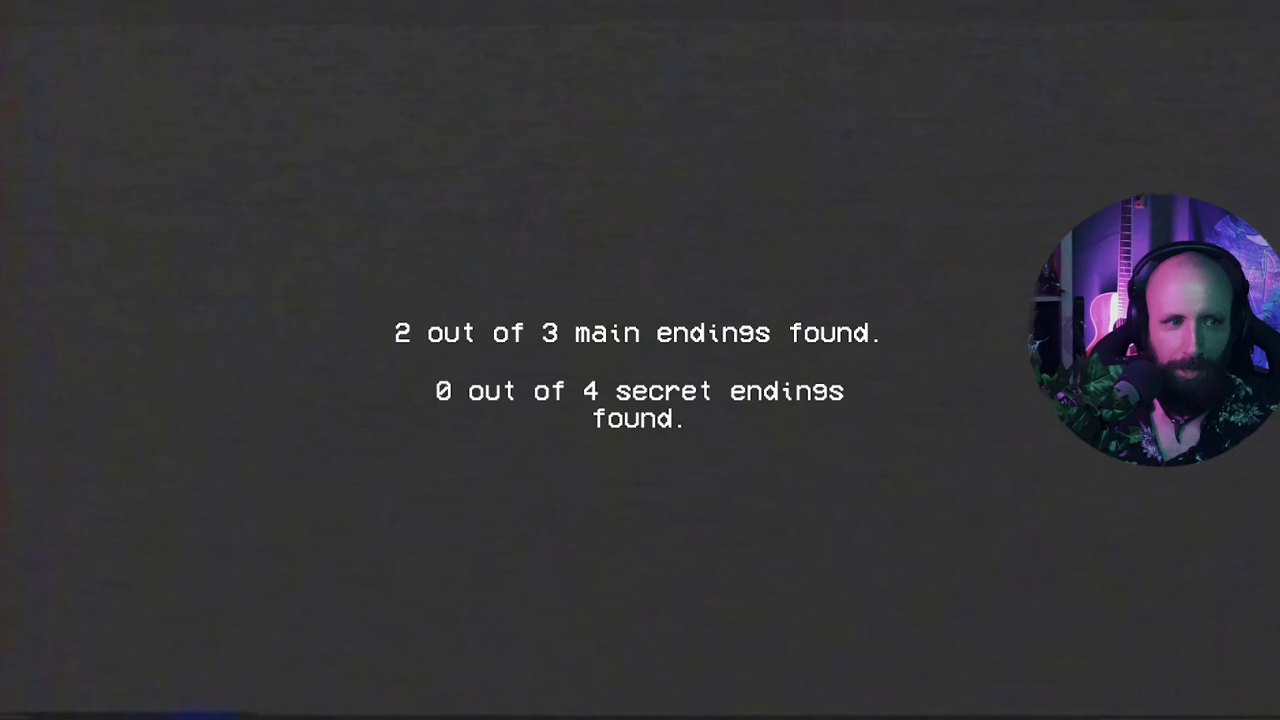 2 out of 3 main endings found.
0 out of 4 secret endings
found.